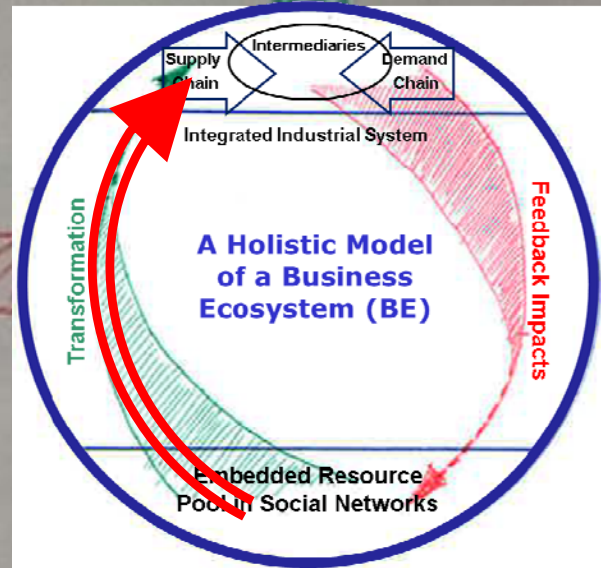 Intermediaries
Supply
Chain
Demand
Chain
Integrated Industrial System
Transformation
A Holistic Model
of a Business
Ecosystem (BE)
Feedback Impacts
Embedded Resource
Pool in Social Networks